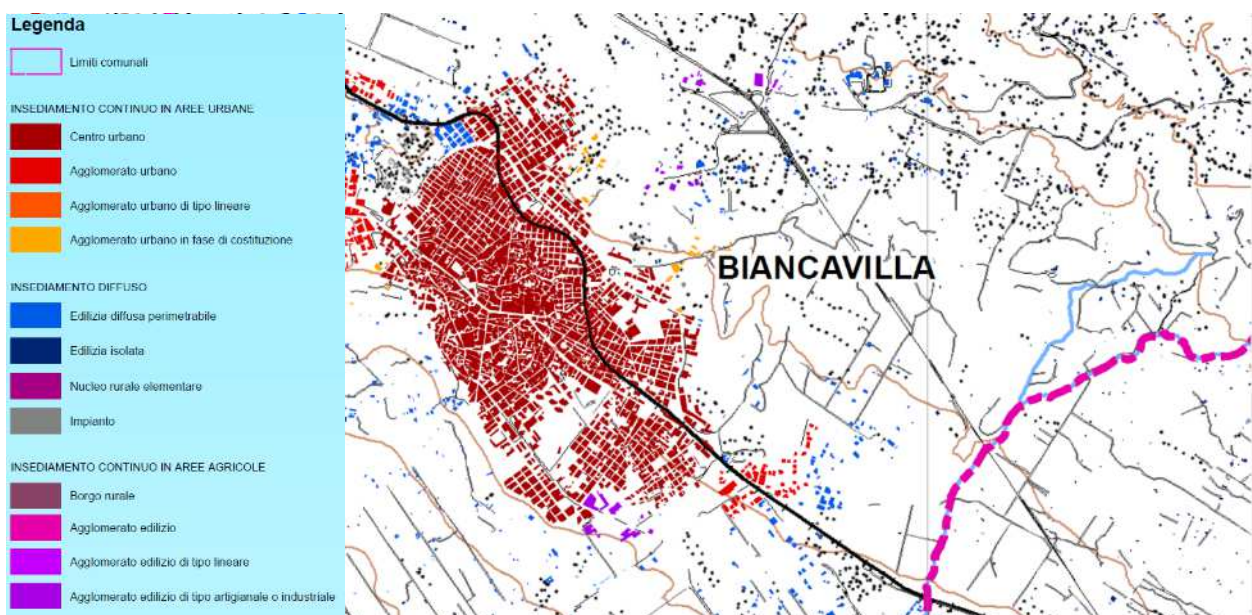 Legenda
Limiti comunali
INSEDIAMENTO CONTINUO IN AREE URBANE
Centro urbano
Agglomorato urbano
Agglomerato urbano di tipo lineare
Agglomerato urbano in fase di costituzione
INSEDIAMENTO DIFFUSO
Edilizia diffusa perimetrabile
Edilizia isolata
Nucleo rurale elementare
Impianto
INSEDIAMENTO CONTINUO IN AREE AGRICOLE
Borgo rurale
Agglomerato edilizio
Agglomerato edilizio di tipo lineare
Agglomerato edilizio di tipo artigianale o industriale
BIANCAVILLA